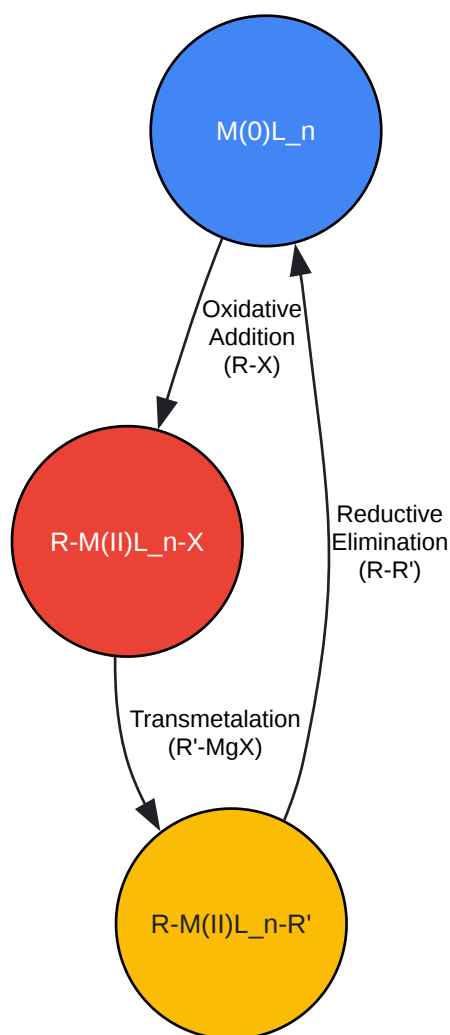 M(0)L_n
Oxidative
Addition
(R-X)
R-M(II)L_n-X
Reductive
Elimination
(R-R')
Transmetalation
(R'-MgX)
R-M(II)L_n-R'